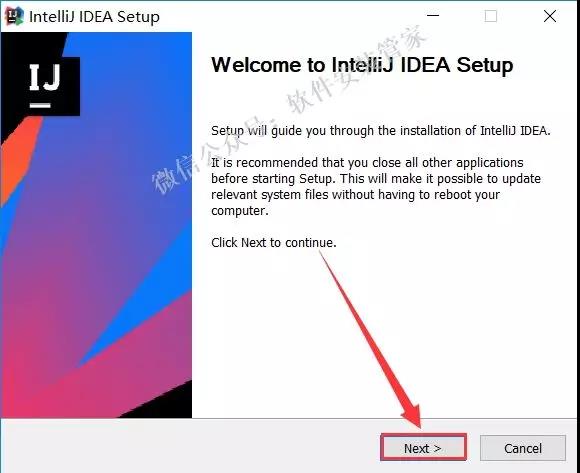 IntelliJ IDEA Setup
IJ
Welcome to IntelliJ IDEA Setup
Setup will guide you through the installation of IntelliJ IDEA.
It is recommended that you close all other applications
before starting Setup. This will make it possible to update
relevant system files without having to reboot your
computer.
Click Next to continue.
微信公众号：软件安装管家
Next >
Cancel